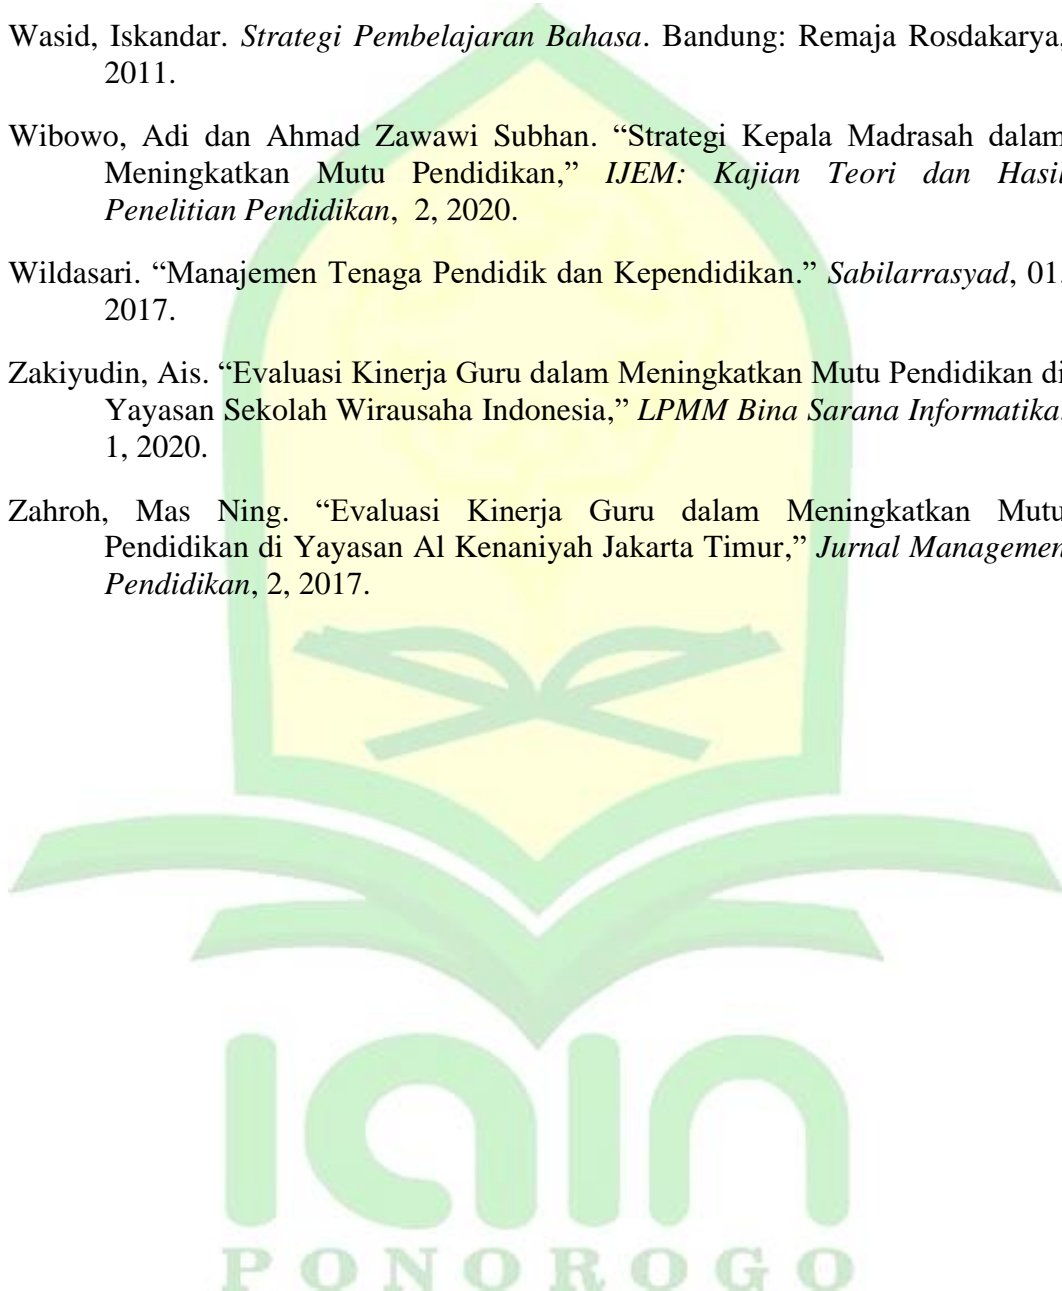 Wasid, Iskandar. Strategi Pembelajaran Bahasa. Bandung: Remaja Rosdakarya,
2011.
Wibowo, Adi dan Ahmad Zawawi Subhan. “Strategi Kepala Madrasah dalam
Meningkatkan Mutu Pendidikan,” IJEM: Kajian Teori dan Hasil
Penelitian Pendidikan, 2, 2020.
Wildasari. “Manajemen Tenaga Pendidik dan Kependidikan.” Sabilarrasyad, 01,
2017.
Zakiyudin, Ais. “Evaluasi Kinerja Guru dalam Meningkatkan Mutu Pendidikan di
Yayasan Sekolah Wirausaha Indonesia,” LPMM Bina Sarana Informatika.
1, 2020.
Zahroh, Mas Ning. “Evaluasi Kinerja Guru dalam Meningkatkan Mutu
Pendidikan di Yayasan Al Kenaniyah Jakarta Timur,” Jurnal Managemen
Pendidikan, 2, 2017.
iain
PONOROGO